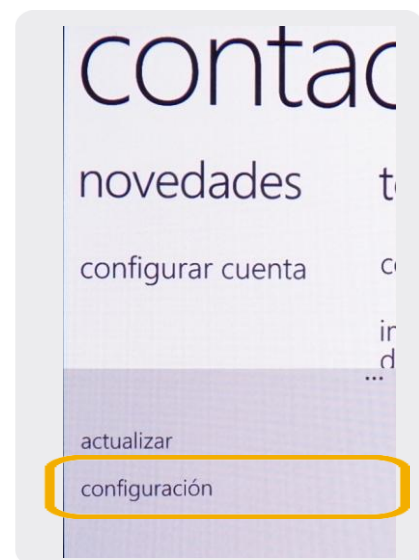 contac
novedades
configurar cuenta
...
actualizar
configuración